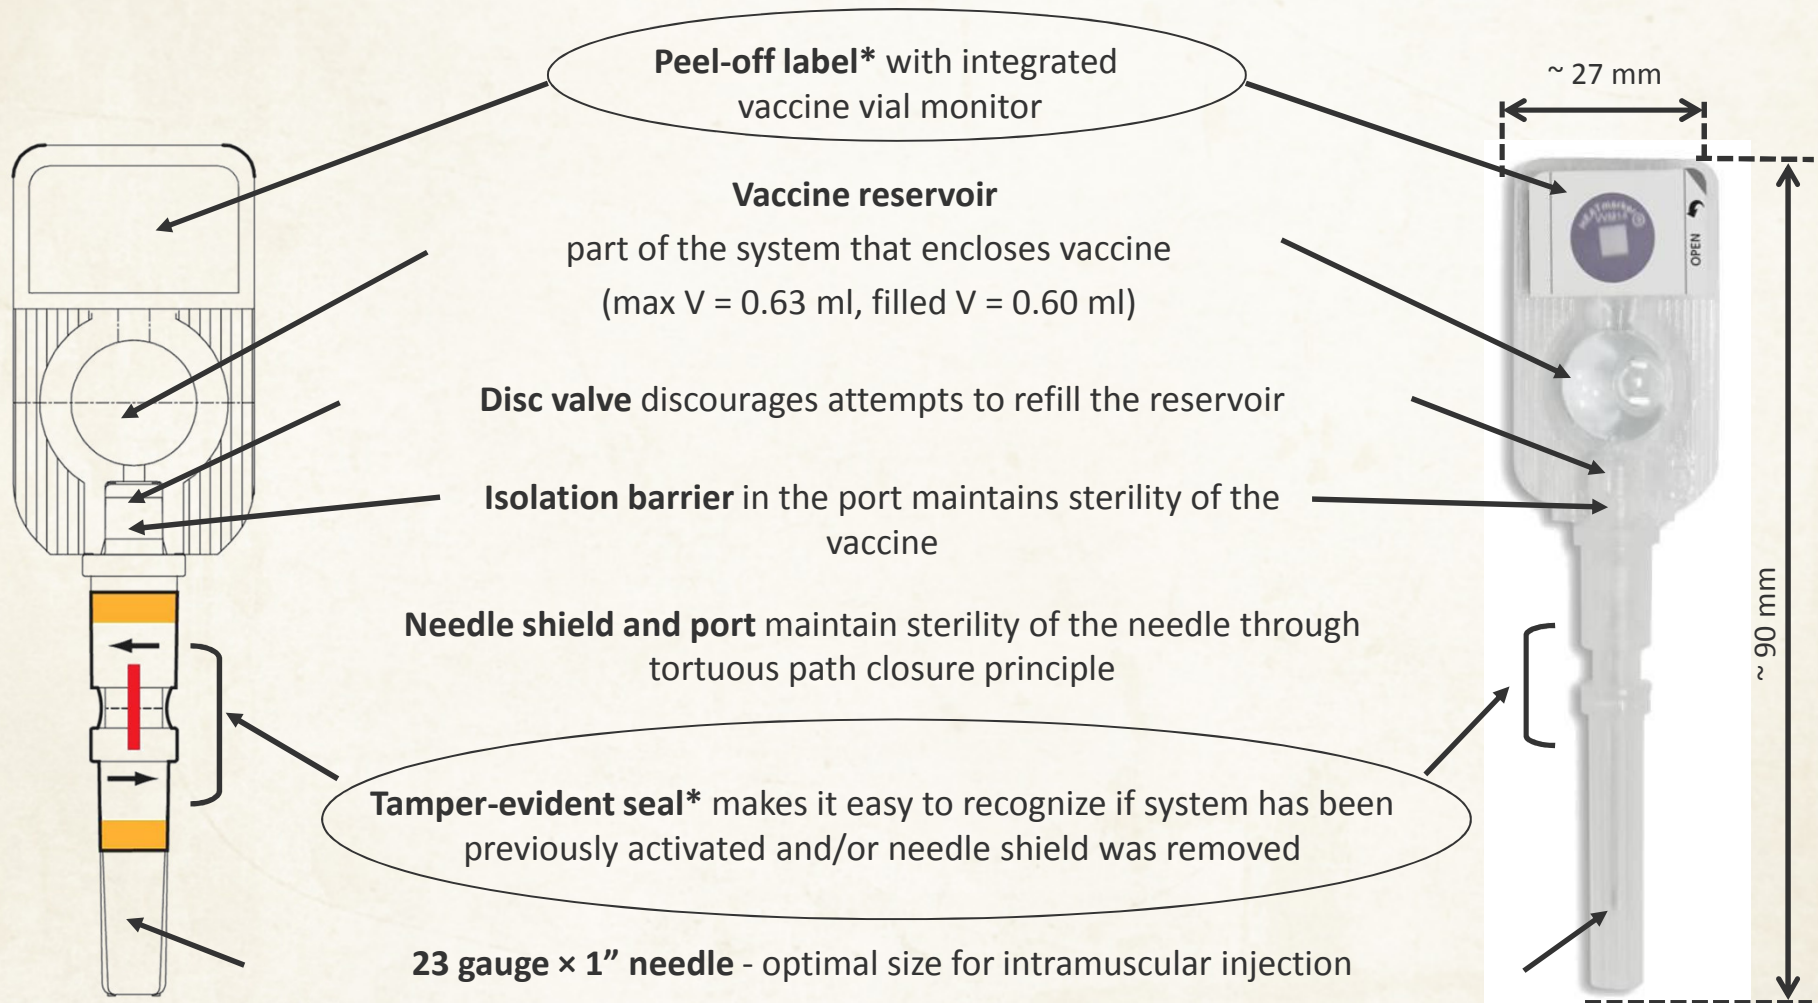 Peel-off label* with integrated
vaccine vial monitor
~ 27 mm
Vaccine reservoir
part of the system that encloses vaccine
(max V = 0.63 ml, filled V = 0.60 ml)
HEATmarker®
OPEN
Disc valve discourages attempts to refill the reservoir
Isolation barrier in the port maintains sterility of the
vaccine
Needle shield and port maintain sterility of the needle through
tortuous path closure principle
~ 90 mm
Tamper-evident seal* makes it easy to recognize if system has been
previously activated and/or needle shield was removed
23 gauge × 1” needle - optimal size for intramuscular injection